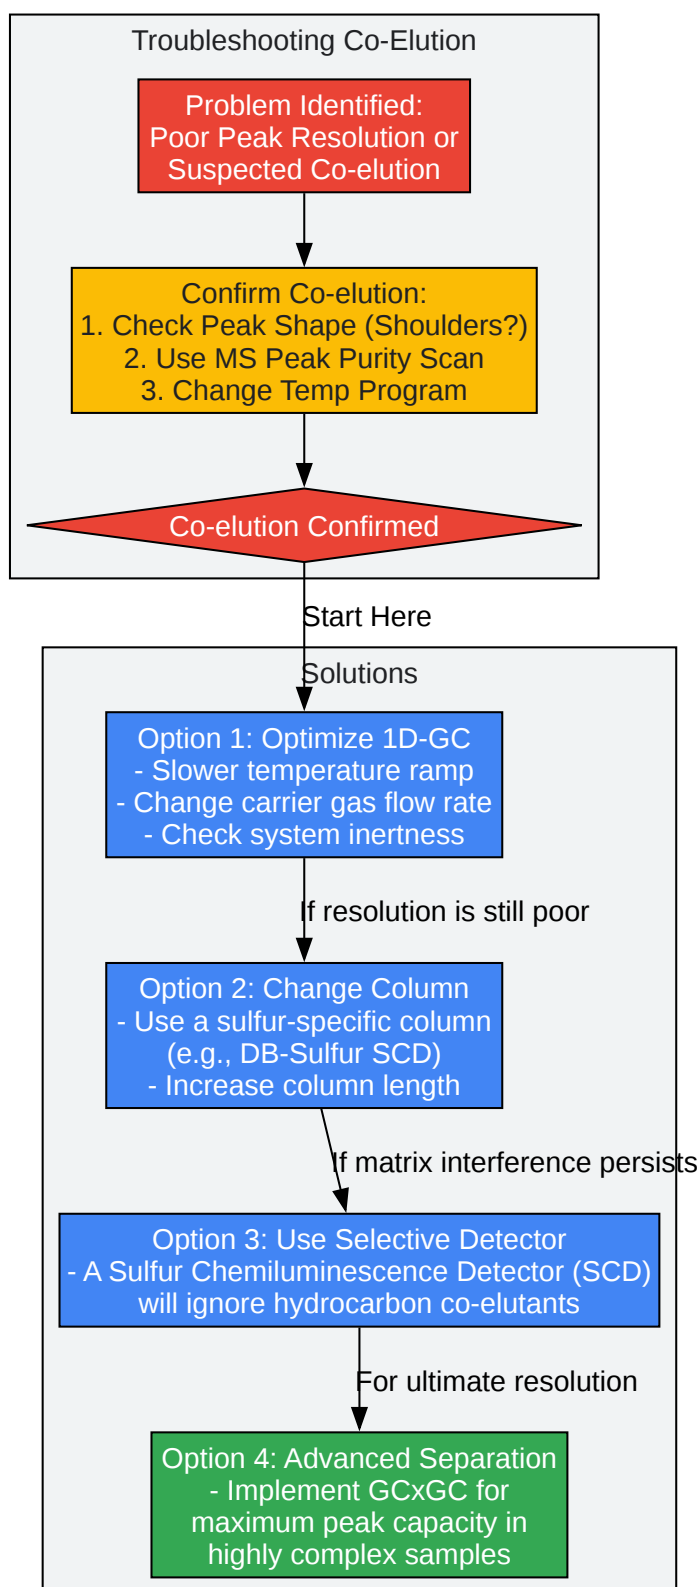 Troubleshooting Co-Elution
Problem Identified:
Poor Peak Resolution or
Suspected Co-elution
Confirm Co-elution:
1. Check Peak Shape (Shoulders?)
2. Use MS Peak Purity Scan
3. Change Temp Program
Co-elution Confirmed
Start Here
Solutions
Option 1: Optimize 1D-GC
- Slower temperature ramp
- Change carrier gas flow rate
- Check system inertness
If resolution is still poor
Option 2: Change Column
- Use a sulfur-specific column
(e.g., DB-Sulfur SCD)
- Increase column length
If matrix interference persists
Option 3: Use Selective Detector
- A Sulfur Chemiluminescence Detector (SCD)
will ignore hydrocarbon co-elutants
For ultimate resolution
Option 4: Advanced Separation
- Implement GCxGC for
maximum peak capacity in
highly complex samples